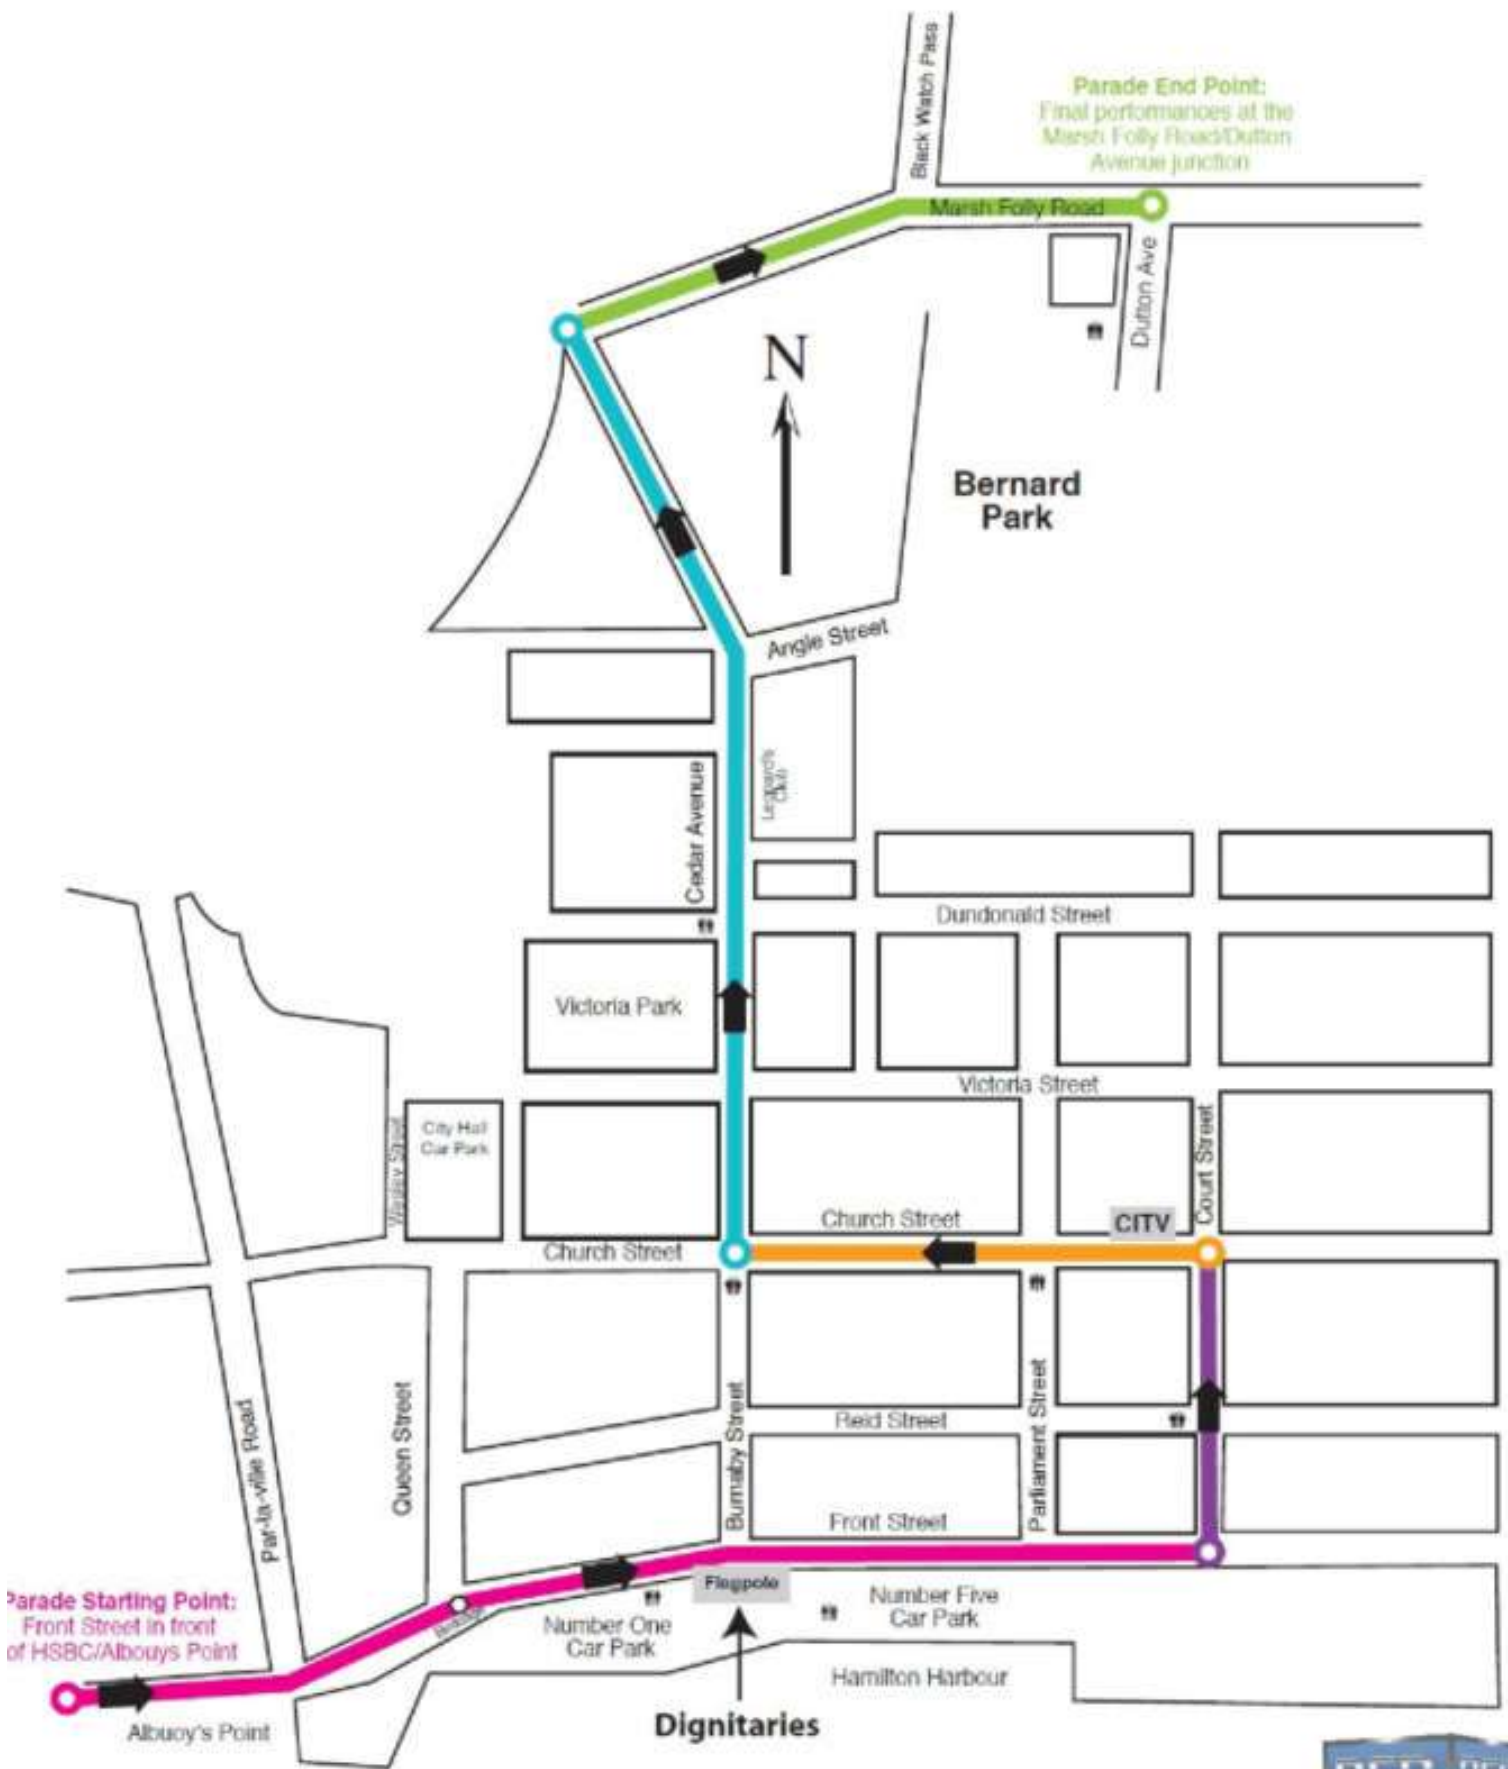 Black Watch Pass
Parade End Point:
Final performances at the
Marsh Folly Road/Dutton
Avenue junction
Marsh Folly Road
Dutton Ave
N
Bernard
Park
Angle Street
Leopard's
Club
Cedar Avenue
Dundonald Street
Victoria Park
Victoria Street
City Hall
Car Park
Wesley Street
Court Street
Church Street
CITV
Church Street
Queen Street
Par-la-ville Road
Burnaby Street
Reid Street
Parliament Street
Front Street
Parade Starting Point:
Front Street in front
of HSBC/Albouys Point
Flagpole
Number One
Car Park
Number Five
Car Park
Hamilton Harbour
Albuoy's Point
Dignitaries